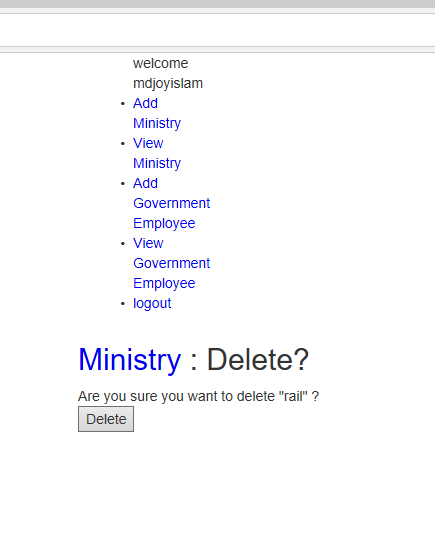 welcome
mdjoyislam
• Add
Ministry
• View
Ministry
• Add
Government
Employee
• View
Government
Employee
• logout
Ministry : Delete?
Are you sure you want to delete "rail" ?
Delete